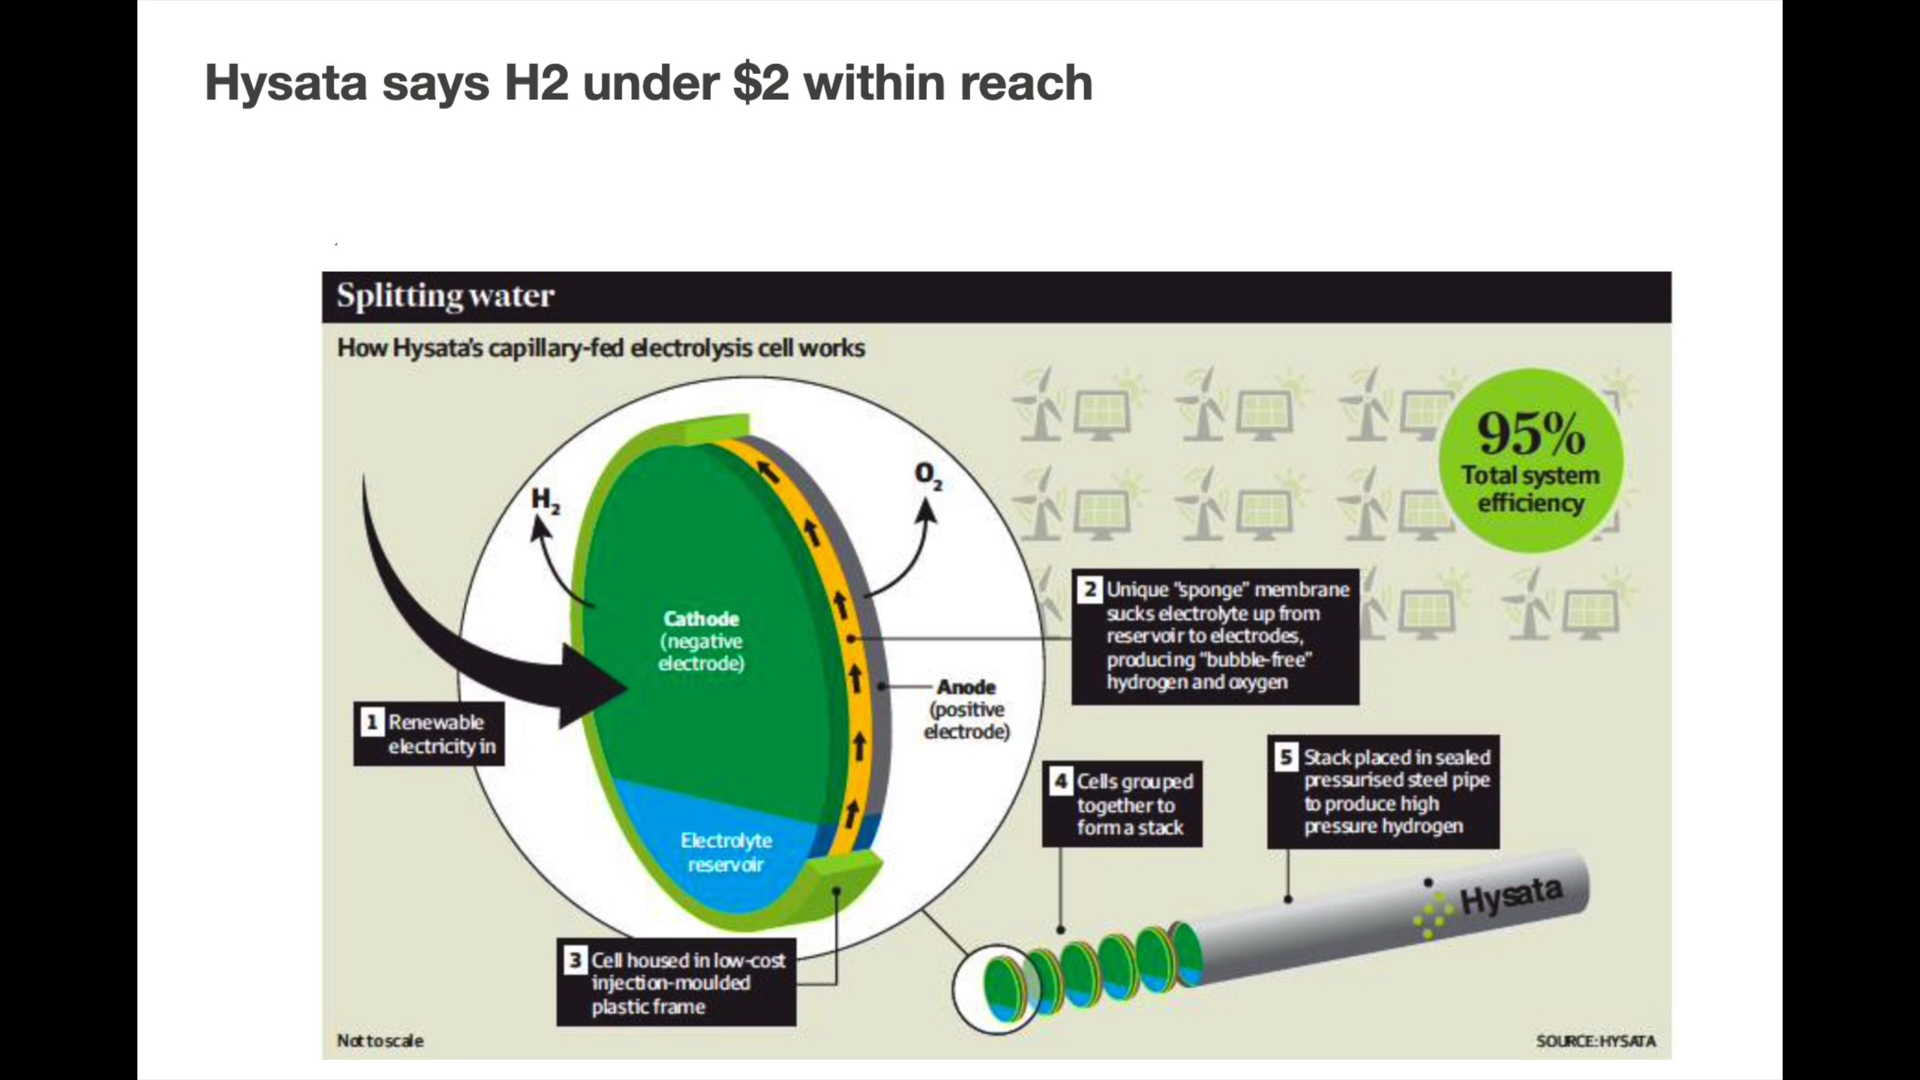 Hysata says H2 under $2 within reach
Splitting water
How Hysata's capillary-fed electrolysis cell works
95%
Total system
efficiency
H2
O2
Cathode
(negative
electrode)
2 Unique "sponge" membrane
sucks electrolyte up from
reservoir to electrodes,
producing "bubble-free"
hydrogen and oxygen
Anode
(positive
electrode)
1 Renewable
electricity in
Electrolyte
reservoir
4 Cells grouped
together to
form a stack
5 Stack placed in sealed
pressurised steel pipe
to produce high
pressure hydrogen
Hysata
3 Cell housed in low-cost
injection-moulded
plastic frame
Not to scale
SOURCE: HYSATA